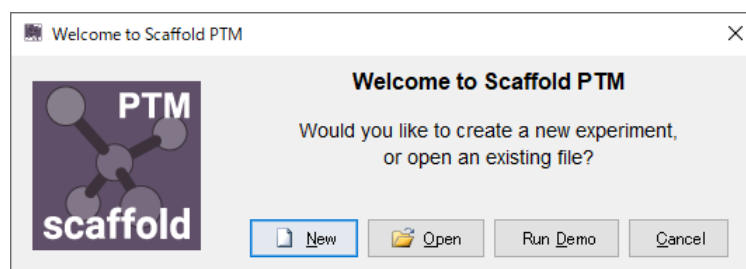 Welcome to Scaffold PTM
PTM
scaffold
Welcome to Scaffold PTM
Would you like to create a new experiment,
or open an existing file?
New Open Run Demo Cancel